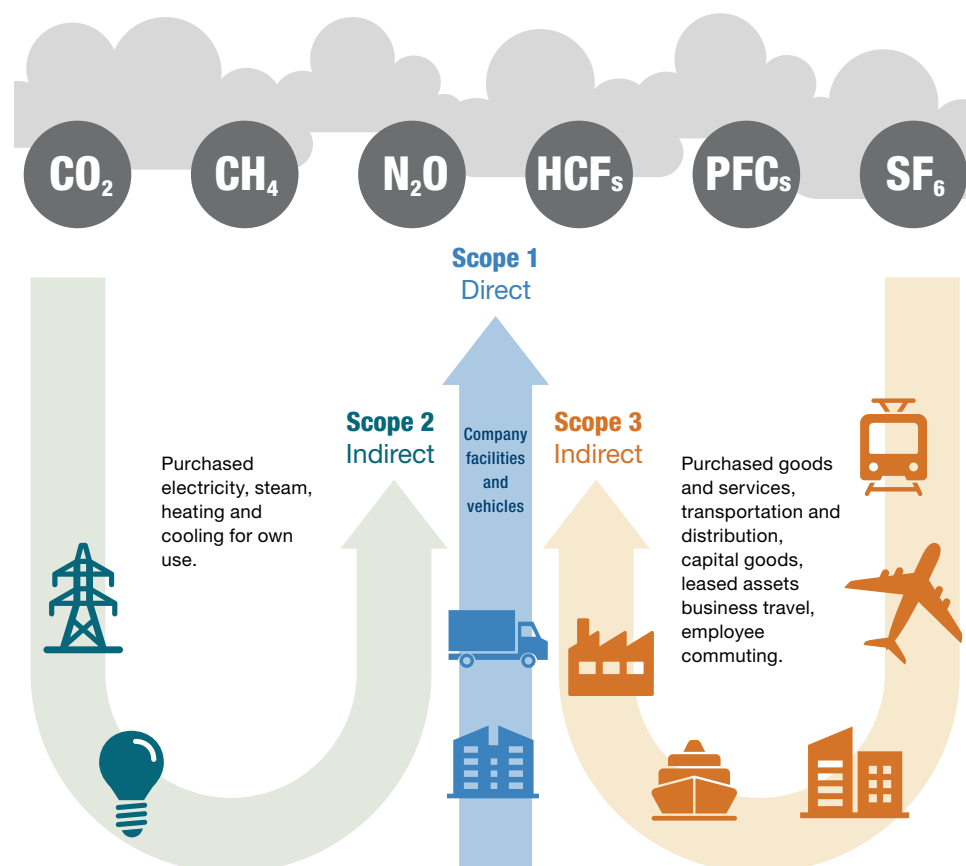 CO₂ CH₄ N₂O HCFs PFCs SF₆
Scope 1
Direct
Scope 2
Indirect
Company
facilities
and
vehicles
Scope 3
Indirect
Purchased
electricity, steam,
heating and
cooling for own
use.
Purchased goods
and services,
transportation and
distribution,
capital goods,
leased assets
business travel,
employee
commuting.